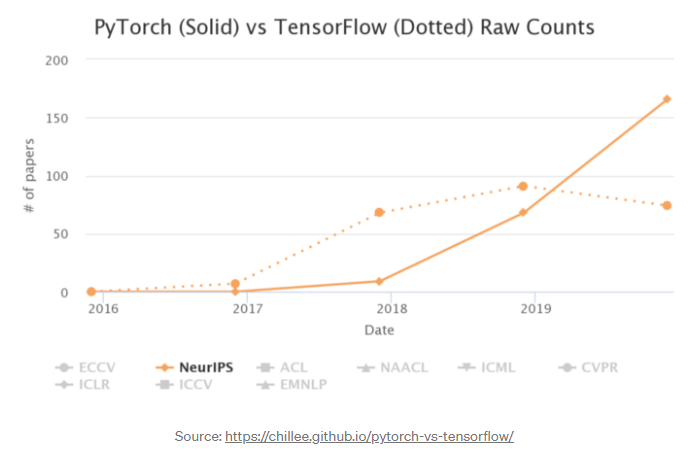 PyTorch (Solid) vs TensorFlow (Dotted) Raw Counts
200
150
100
50
0
# of papers
2016 2017 2018 2019
Date
ECCV NeurIPS ACL NAACL ICML CVPR
ICLR ICCV EMNLP
Source: https://chillee.github.io/pytorch-vs-tensorflow/